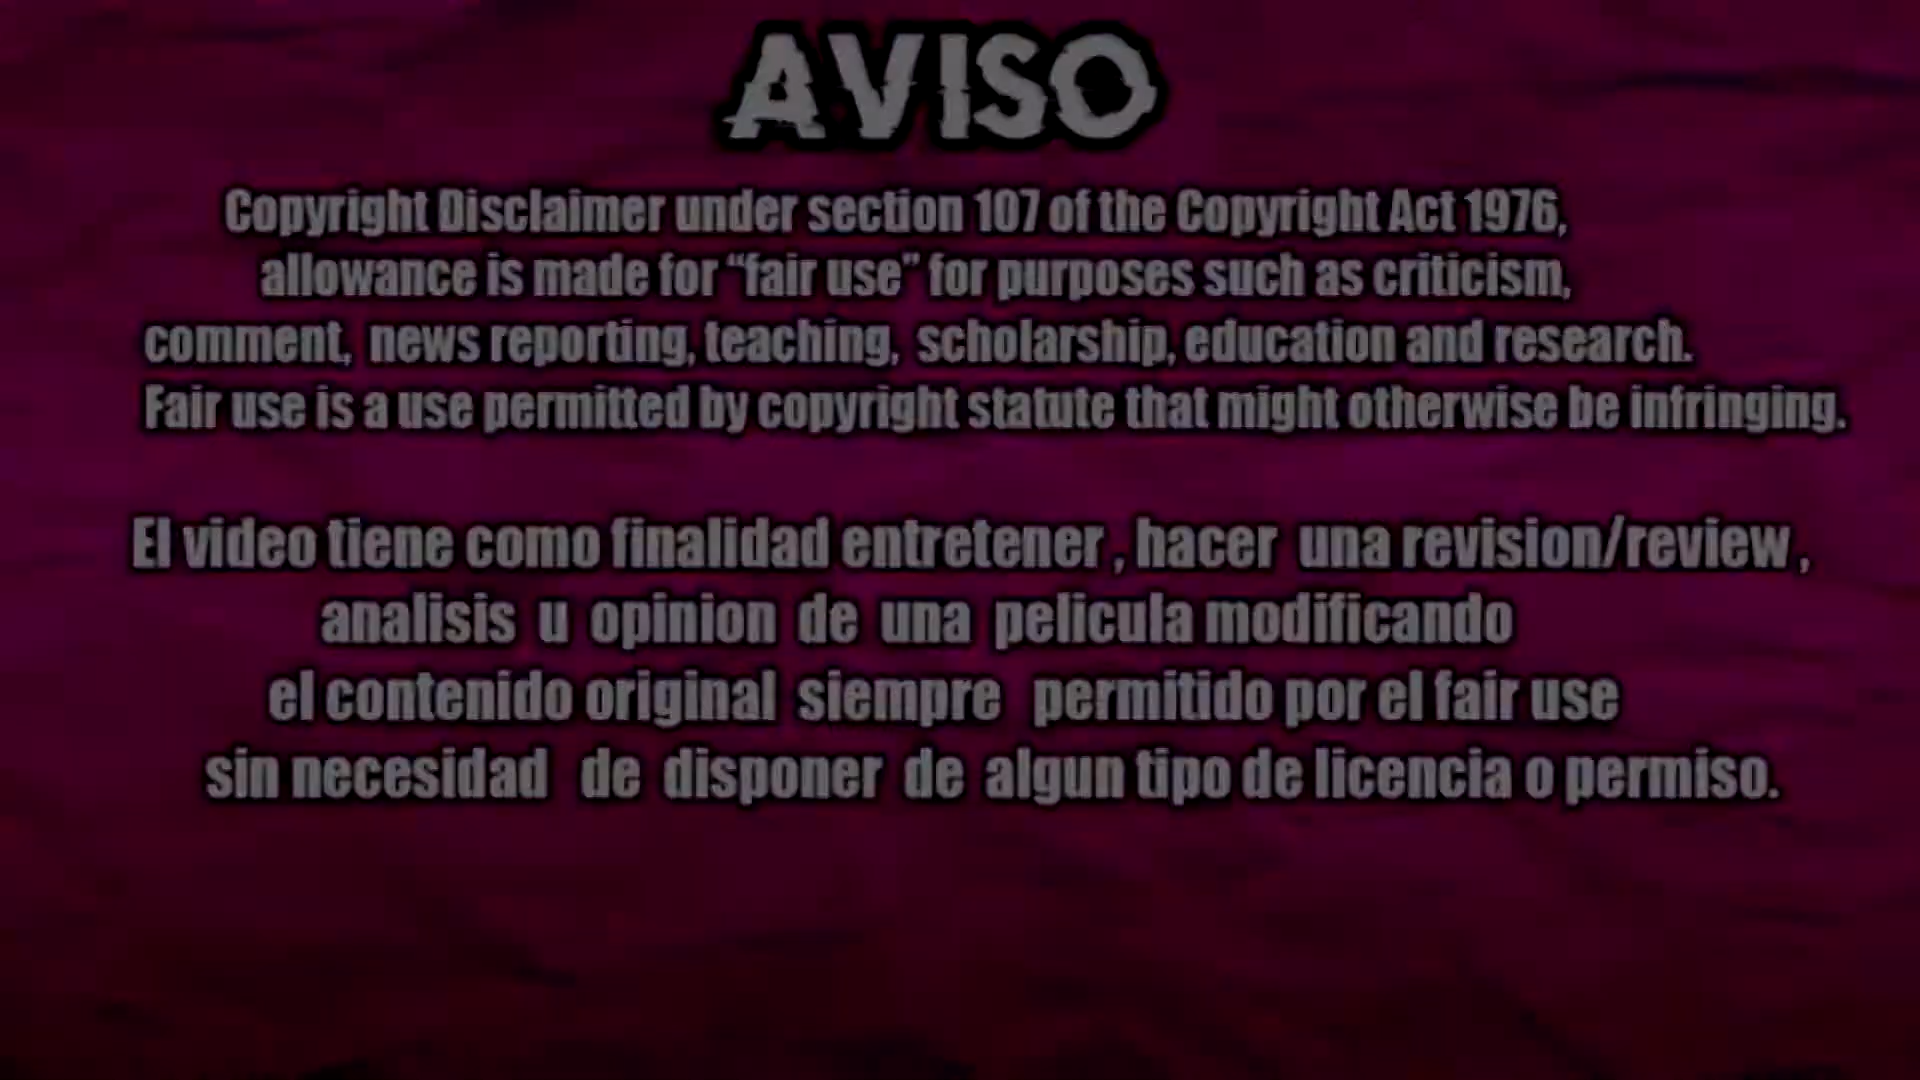 AVISO
Copyright Disclaimer under section 107 of the Copyright Act 1976,
allowance is made for “fair use” for purposes such as criticism,
comment, news reporting, teaching, scholarship, education and research.
Fair use is a use permitted by copyright statute that might otherwise be infringing.
El video tiene como finalidad entretener , hacer una revision/review ,
analisis u opinion de una pelicula modificando
el contenido original siempre permitido por el fair use
sin necesidad de disponer de algun tipo de licencia o permiso.